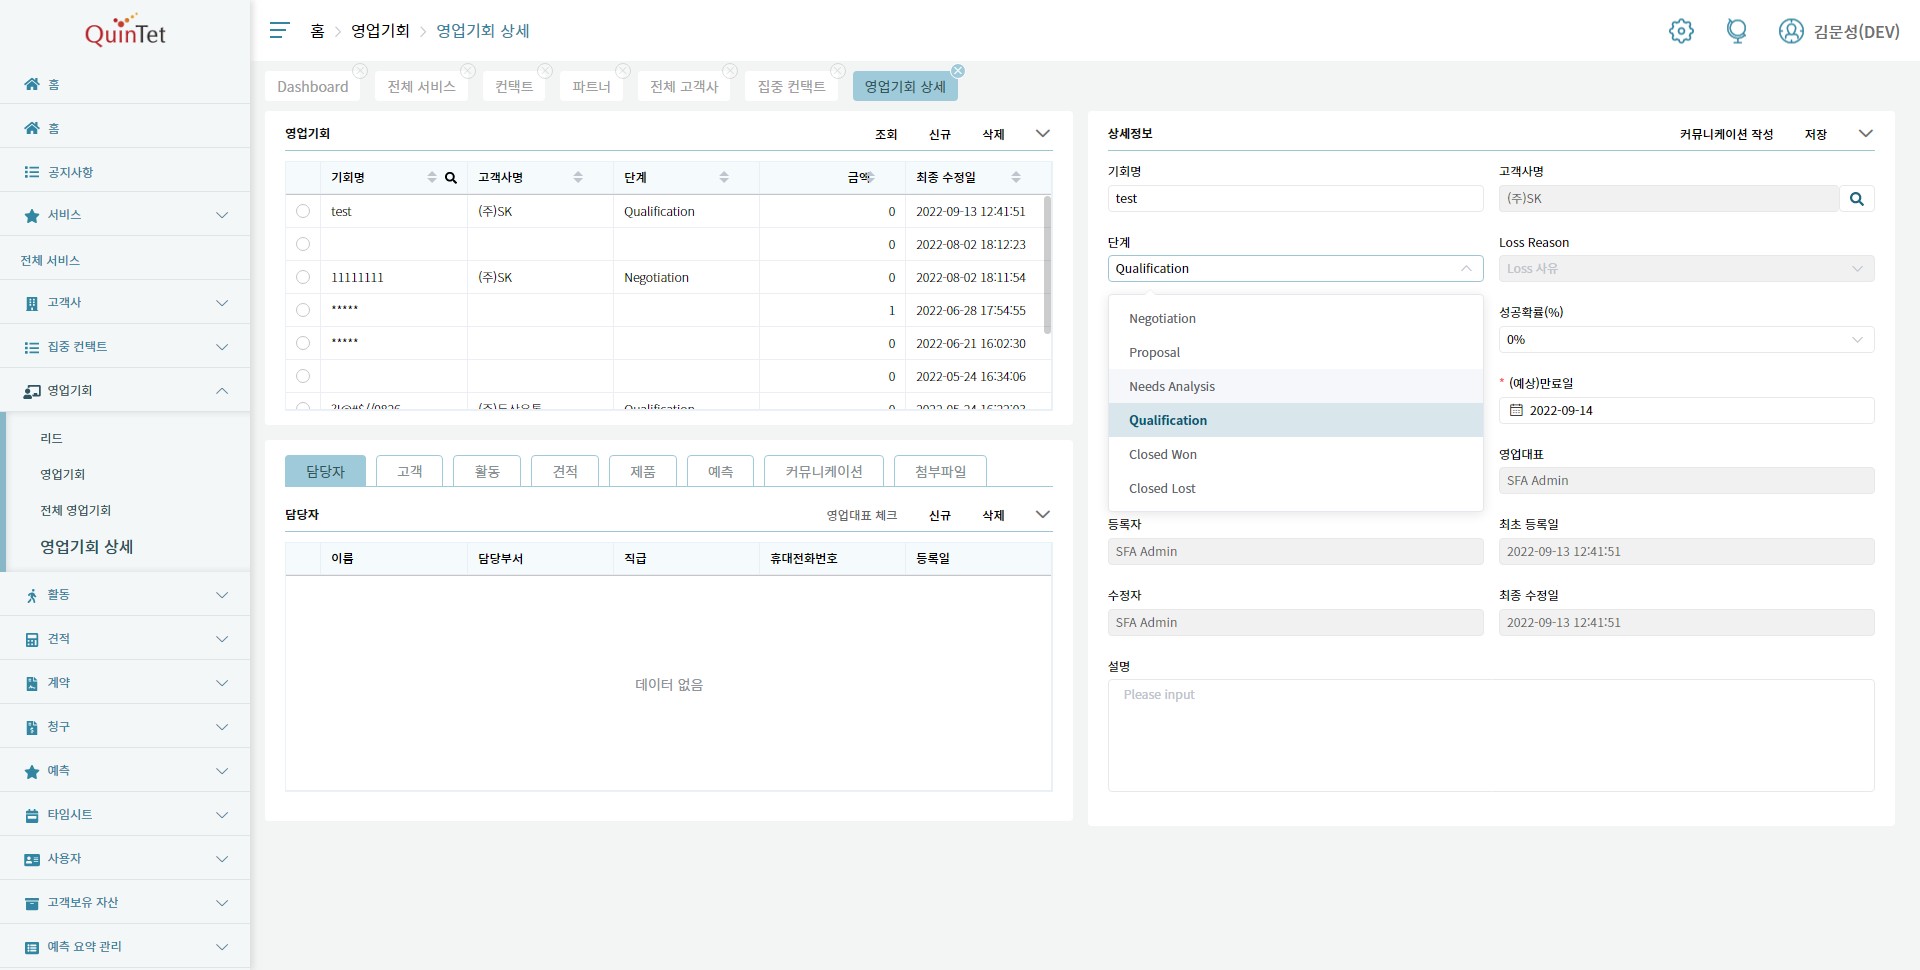 QuinTet
홈
홈
공지사항
서비스
전체 서비스
고객사
집중 컨택트
영업기회
리드
영업기회
전체 영업기회
영업기회 상세
활동
견적
계약
청구
예측
타임시트
사용자
고객보유 자산
예측 요약 관리
홈 > 영업기회 > 영업기회 상세
김문성(DEV)
Dashboard 전체 서비스 컨택트 파트너 전체 고객사 집중 컨택트 영업기회 상세
영업기회 조회 신규 삭제
기회명 고객사명 단계 금액 최종 수정일
test (주)SK Qualification 0 2022-09-13 12:41:51
0 2022-08-02 18:12:23
11111111 (주)SK Negotiation 0 2022-08-02 18:11:54
***** 1 2022-06-28 17:54:55
***** 0 2022-06-21 16:02:30
0 2022-05-24 16:34:06
담당자 고객 활동 견적 제품 예측 커뮤니케이션 첨부파일
담당자 영업대표 체크 신규 삭제
이름 담당부서 직급 휴대전화번호 등록일
데이터 없음
상세정보 커뮤니케이션 작성 저장
기회명 고객사명
test (주)SK
단계 Loss Reason
Qualification Loss 사유
Negotiation
Proposal
Needs Analysis
Qualification
Closed Won
Closed Lost
성공확률(%)
0%
* (예상)만료일
2022-09-14
영업대표
SFA Admin
등록자 최초 등록일
SFA Admin 2022-09-13 12:41:51
수정자 최종 수정일
SFA Admin 2022-09-13 12:41:51
설명
Please input